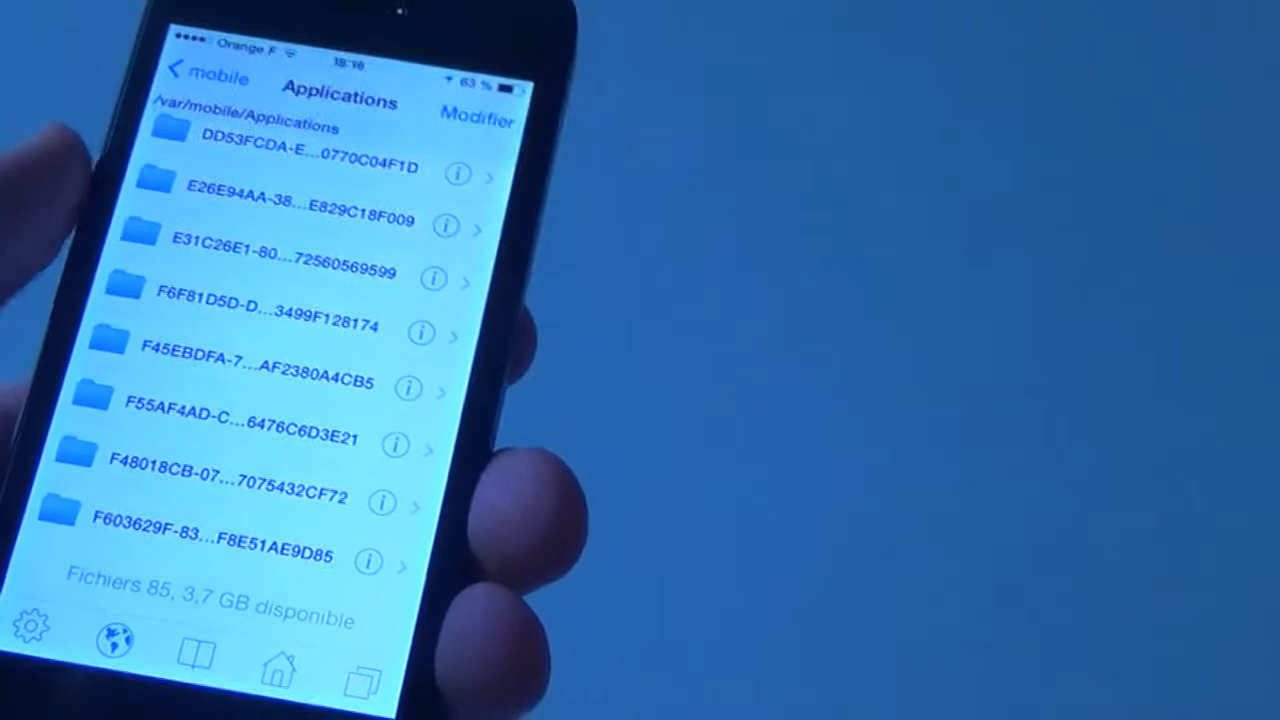 Orange F 18:16 63 %
mobile Applications Modifier
/var/mobile/Applications
DD53FCDA-E...0770C04F1D
E26E94AA-38...E829C18F009
E31C26E1-80...72560569599
F6F81D5D-D...3499F128174
F45EBDFA-7...AF2380A4CB5
F55AF4AD-C...6476C6D3E21
F48018CB-07...7075432CF72
F603629F-83...F8E51AE9D85
Fichiers 85, 3,7 GB disponible